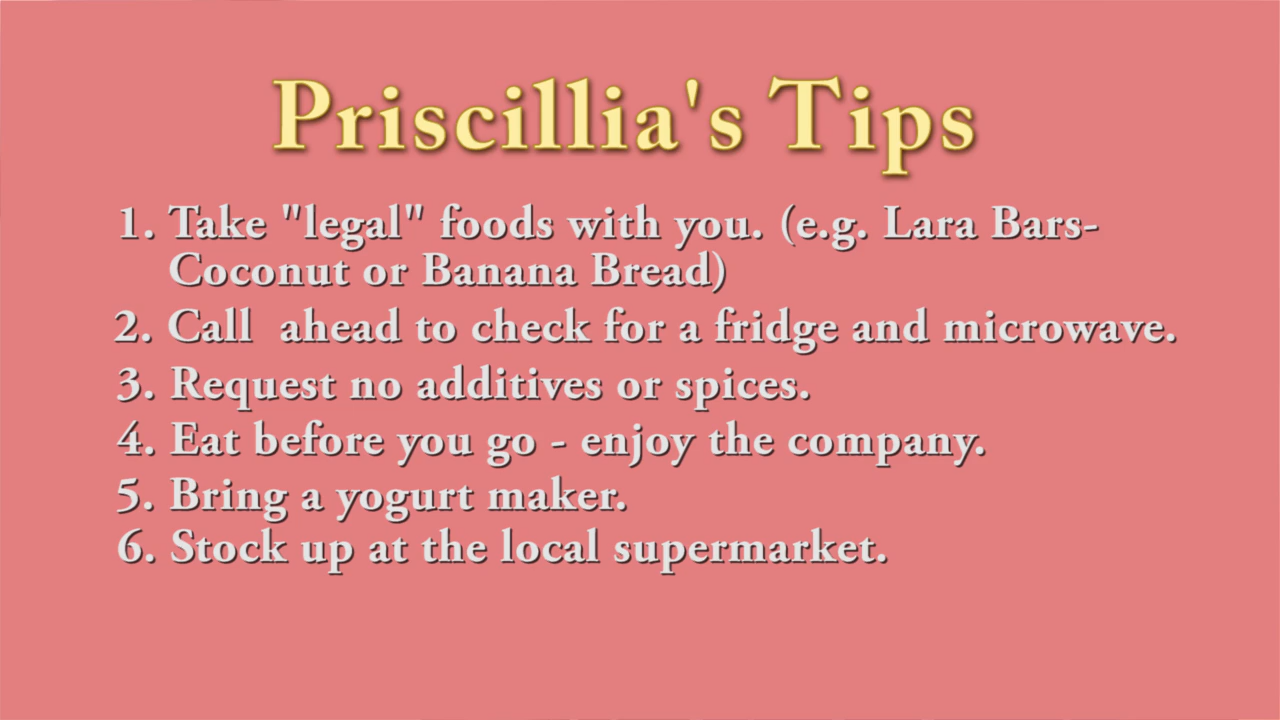 Priscillia's Tips
1. Take "legal" foods with you. (e.g. Lara Bars-
Coconut or Banana Bread)
2. Call  ahead to check for a fridge and microwave.
3. Request no additives or spices.
4. Eat before you go - enjoy the company.
5. Bring a yogurt maker.
6. Stock up at the local supermarket.